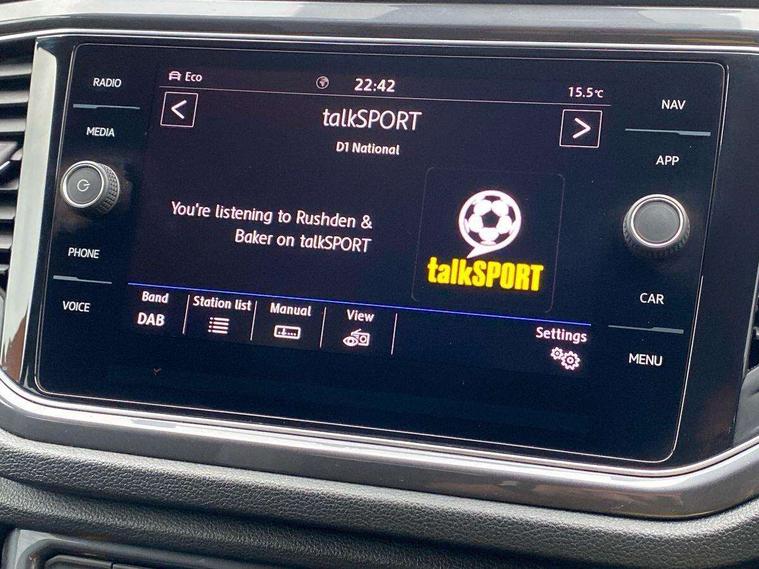 RADIO
MEDIA
PHONE
VOICE
Eco
22:42
15.5°C
talkSPORT
D1 National
You're listening to Rushden &
Baker on talkSPORT
talkSPORT
Band
DAB
Station list
Manual
View
Settings
NAV
APP
CAR
MENU